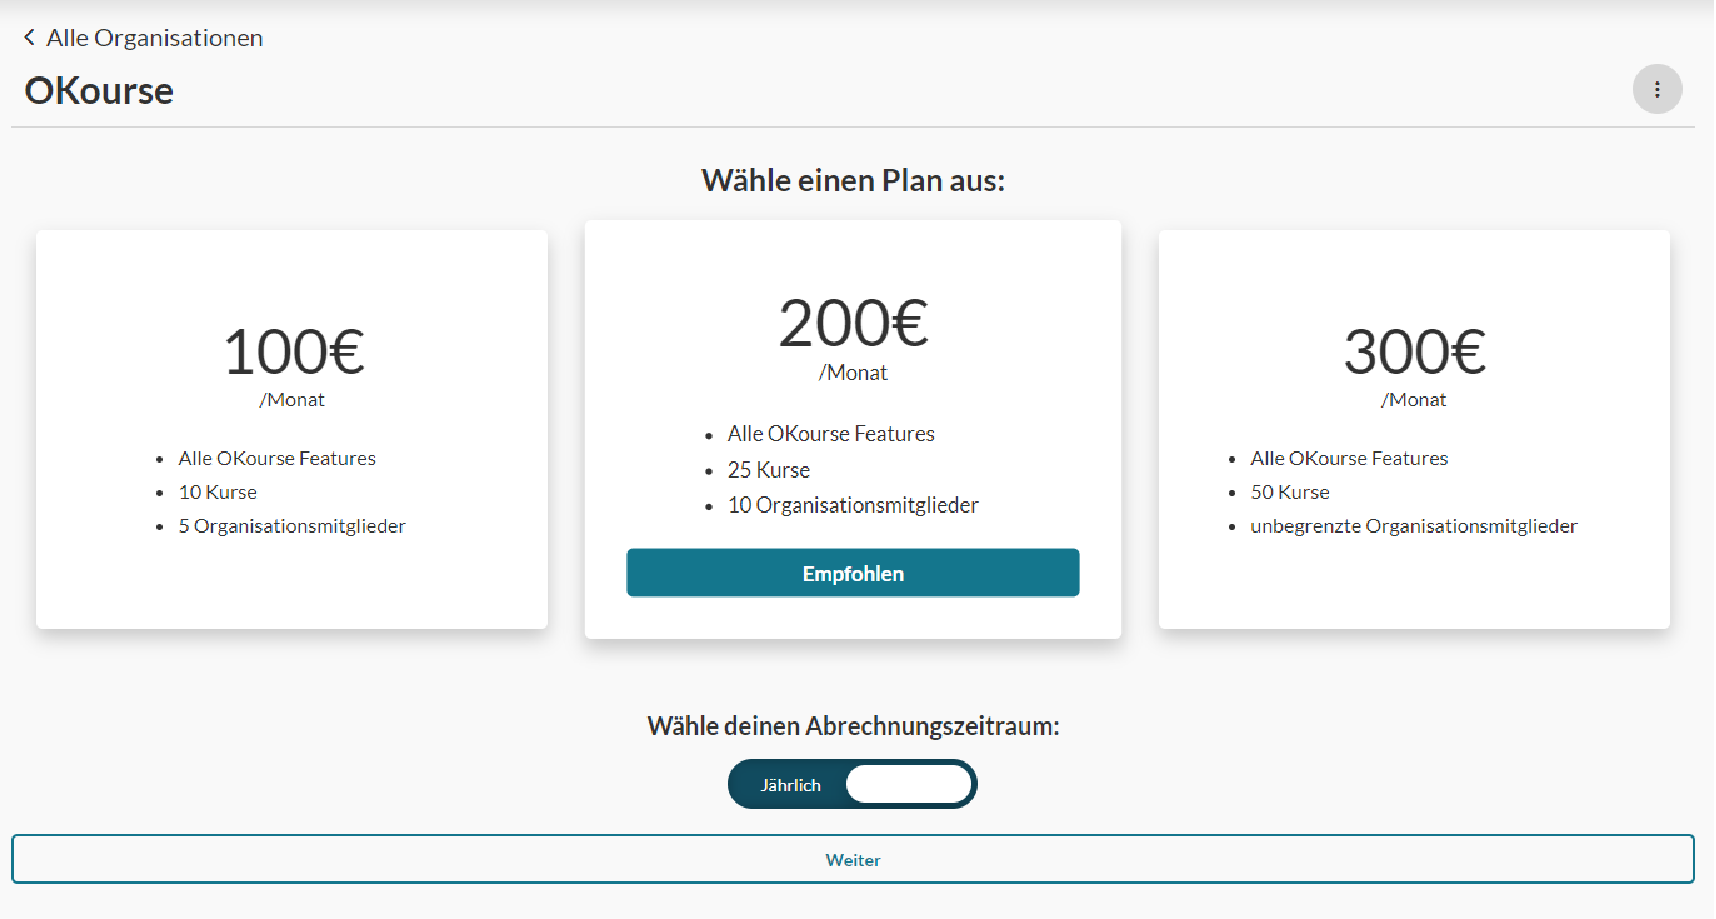 Alle Organisationen
OKourse
Wähle einen Plan aus:
100€
/Monat
Alle OKourse Features
10 Kurse
5 Organisationsmitglieder
200€
/Monat
Alle OKourse Features
25 Kurse
10 Organisationsmitglieder
Empfohlen
300€
/Monat
Alle OKourse Features
50 Kurse
unbegrenzte Organisationsmitglieder
Wähle deinen Abrechnungszeitraum:
Jährlich
Weiter